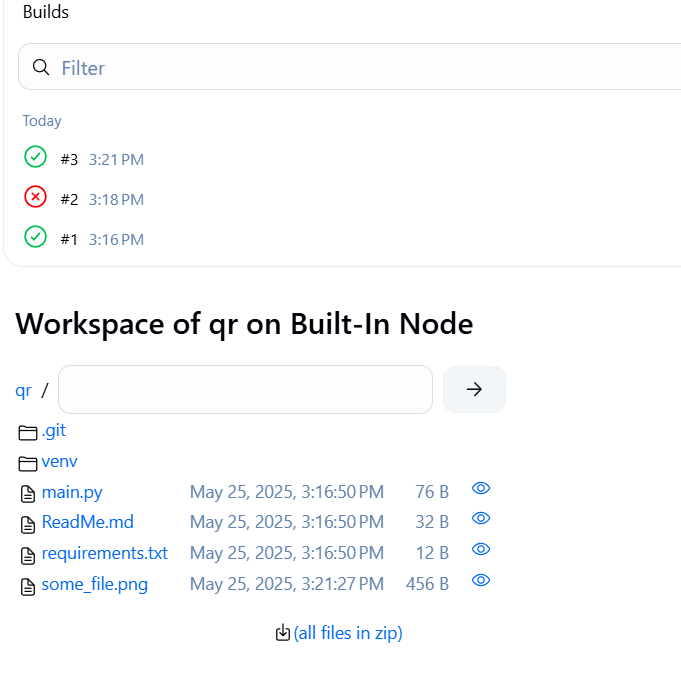 Builds
Filter
Today
#3 3:21 PM
#2 3:18 PM
#1 3:16 PM
Workspace of qr on Built-In Node
qr /
.git
venv
main.py May 25, 2025, 3:16:50 PM 76 B
ReadMe.md May 25, 2025, 3:16:50 PM 32 B
requirements.txt May 25, 2025, 3:16:50 PM 12 B
some_file.png May 25, 2025, 3:21:27 PM 456 B
(all files in zip)